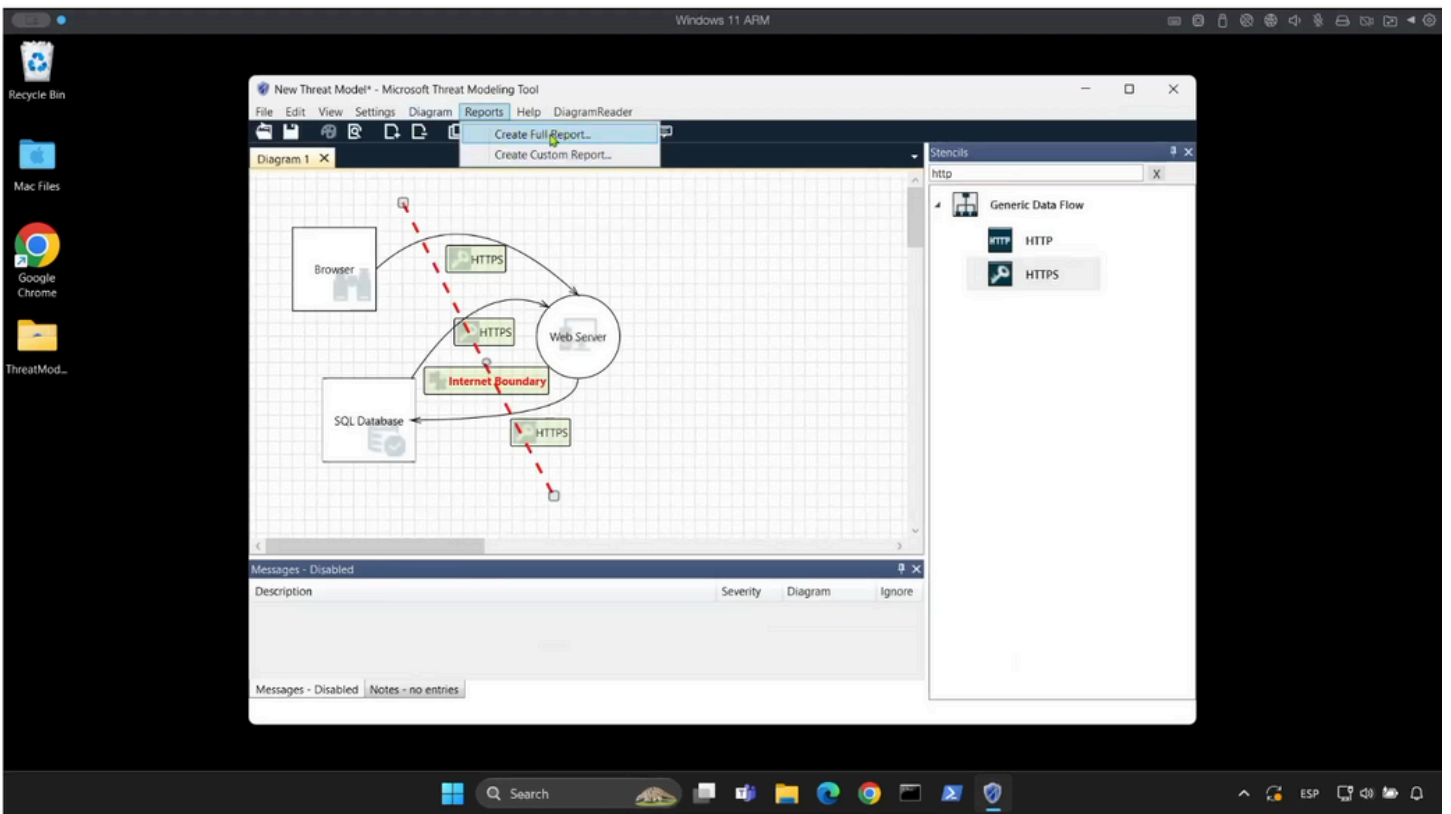 Windows 11 ARM
Recycle Bin
Mac Files
Google
Chrome
ThreatMod...
New Threat Model* - Microsoft Threat Modeling Tool
File Edit View Settings Diagram Reports Help DiagramReader
Create Full Report...
Create Custom Report...
Diagram 1
Browser
HTTPS
HTTPS
Web Server
Internet Boundary
SQL Database
HTTPS
Stencils
http X
Generic Data Flow
HTTP HTTP
HTTPS
Messages - Disabled
Description Severity Diagram Ignore
Messages - Disabled Notes - no entries
Search
ESP